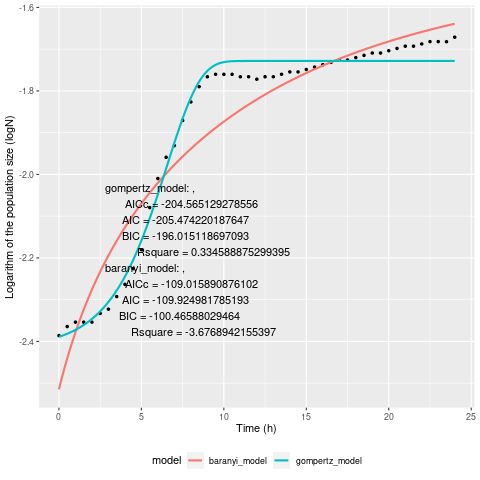 -1.6
-1.8
-2.0
-2.2
-2.4
Logarithm of the population size (logN)
gompertz_model: ,
AICc = -204.565129278556
AIC = -205.474220187647
BIC = -196.015118697093
Rsquare = 0.334588875299395
baranyi_model: ,
AICc = -109.015890876102
AIC = -109.924981785193
BIC = -100.46588029464
Rsquare = -3.6768942155397
0 5 10 15 20 25
Time (h)
model baranyi_model gompertz_model